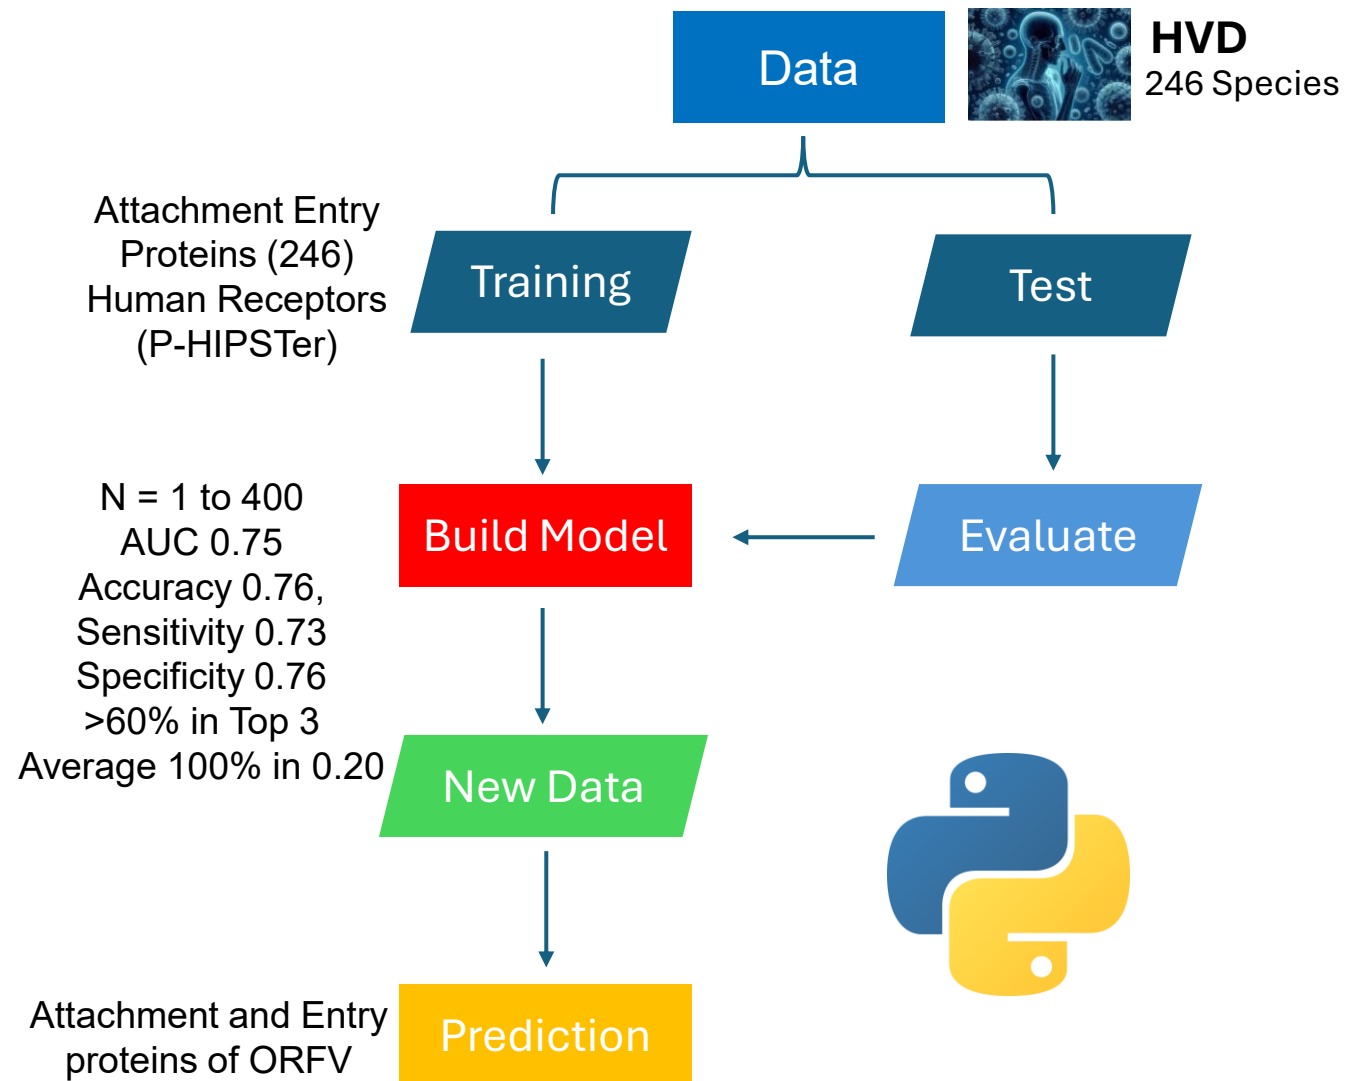 Data
HVD
246 Species
Attachment Entry
Proteins (246)
Human Receptors
(P-HIPSTer)
Training
Test
N = 1 to 400
AUC 0.75
Accuracy 0.76,
Sensitivity 0.73
Specificity 0.76
>60% in Top 3
Average 100% in 0.20
Build Model
Evaluate
New Data
Attachment and Entry
proteins of ORFV
Prediction